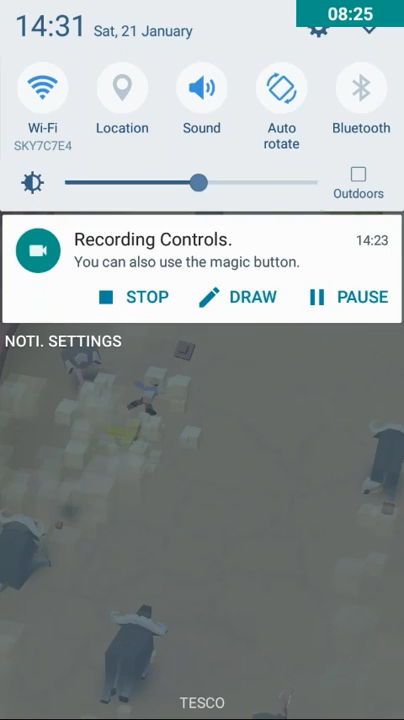 08:25
14:31 Sat, 21 January
Wi-Fi Location Sound Auto rotate Bluetooth
SKY7C7E4
Outdoors
Recording Controls. 14:23
You can also use the magic button.
STOP DRAW PAUSE
NOTI. SETTINGS
TESCO